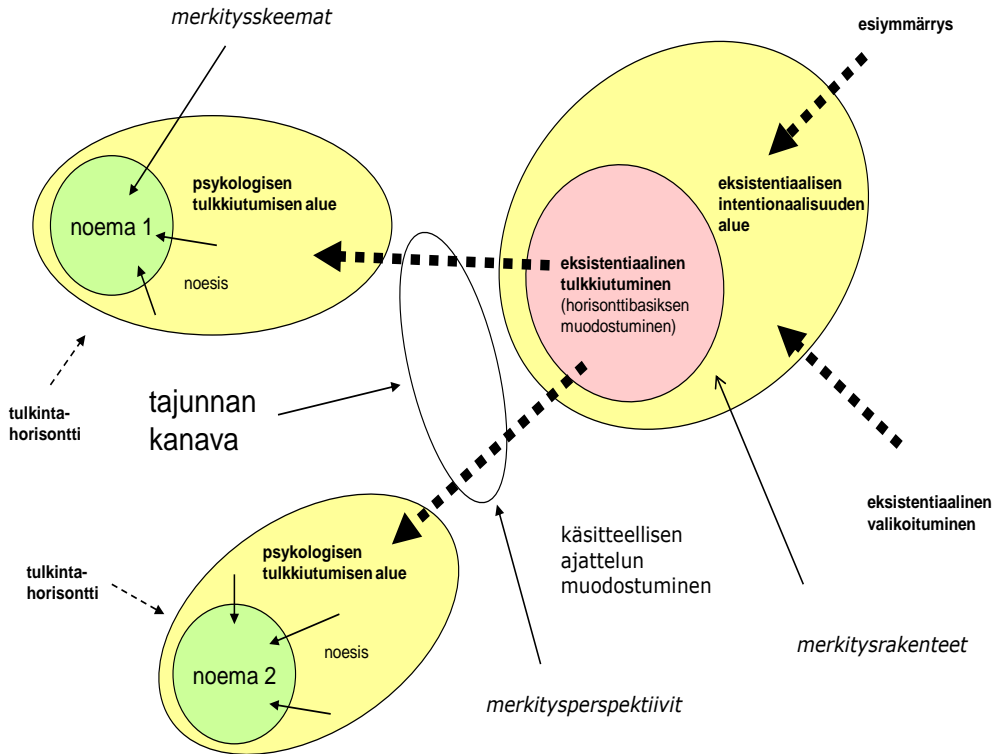 merkitysskeemat
esiymmärrys
psykologisen
tulkkiutumisen alue
noema 1
noesis
eksistentiaalisen
intentionaalisuuden
alue
eksistentiaalinen
tulkkiutuminen
(horisonttibasiksen
muodostuminen)
tulkinta-
horisontti
tajunnan
kanava
eksistentiaalinen
valikoituminen
käsitteellisen
ajattelun
muodostuminen
psykologisen
tulkkiutumisen alue
tulkinta-
horisontti
noesis
noema 2
merkitysrakenteet
merkitysperspektiivit